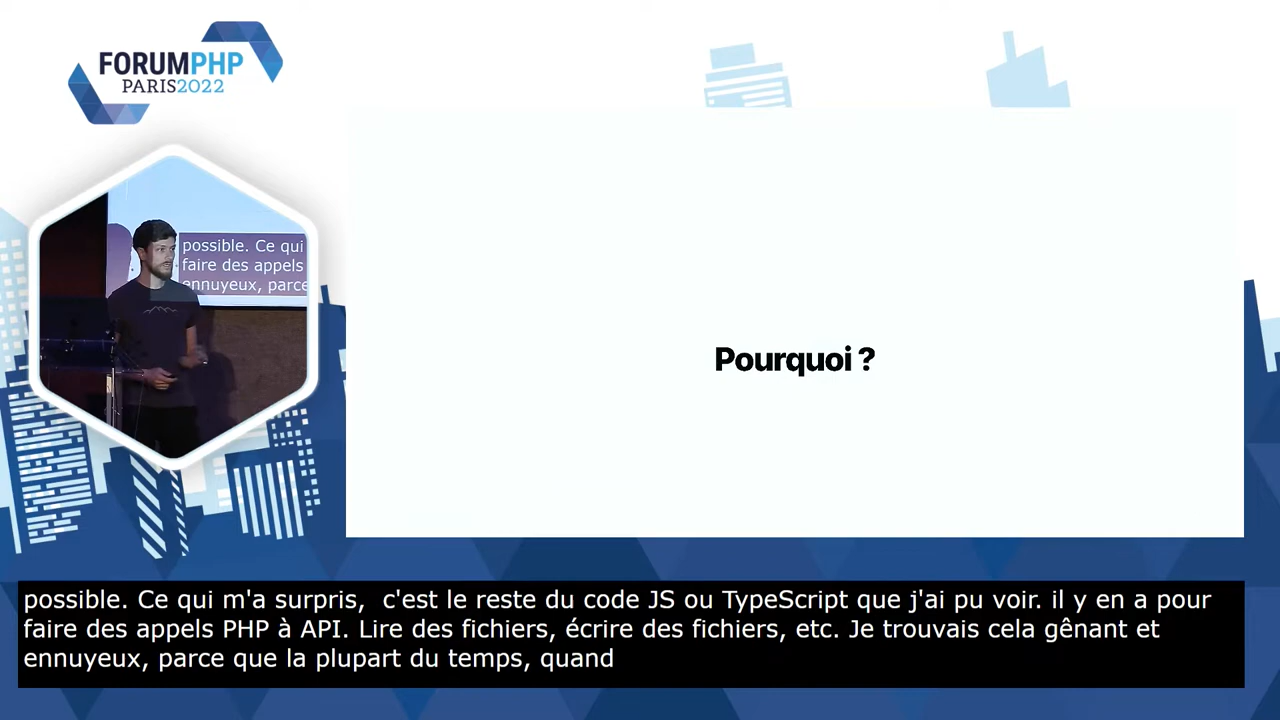 FORUMPHP
PARIS2022
possible. Ce qui
faire des appels
ennuyeux, parce
Pourquoi ?
possible. Ce qui m'a surpris,  c'est le reste du code JS ou TypeScript que j'ai pu voir. il y en a pour
faire des appels PHP à API. Lire des fichiers, écrire des fichiers, etc. Je trouvais cela gênant et
ennuyeux, parce que la plupart du temps, quand